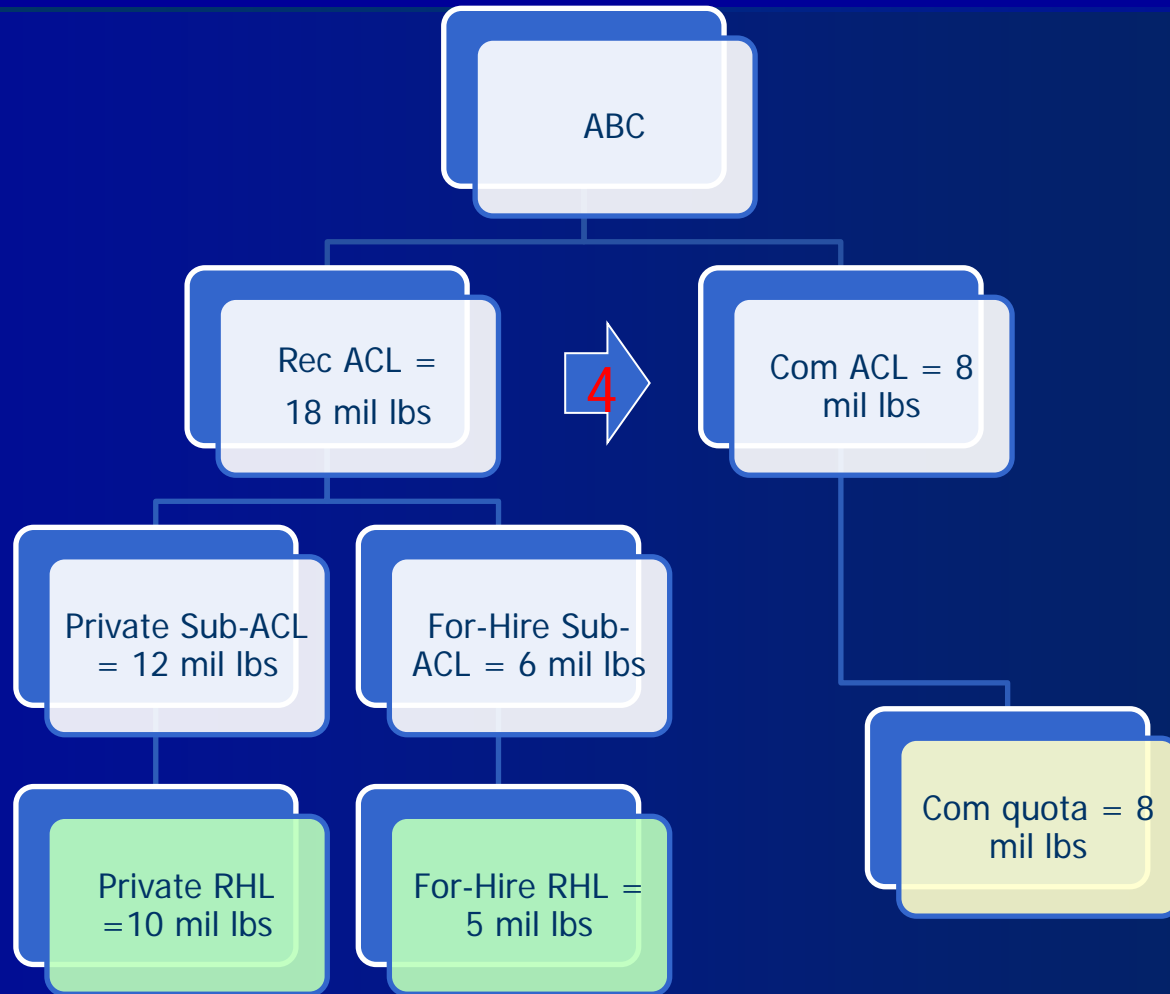 ABC
Rec ACL =
18 mil lbs
4
Com ACL = 8
mil lbs
Private Sub-ACL
= 12 mil lbs
For-Hire Sub-
ACL = 6 mil lbs
Com quota = 8
mil lbs
Private RHL
=10 mil lbs
For-Hire RHL =
5 mil lbs